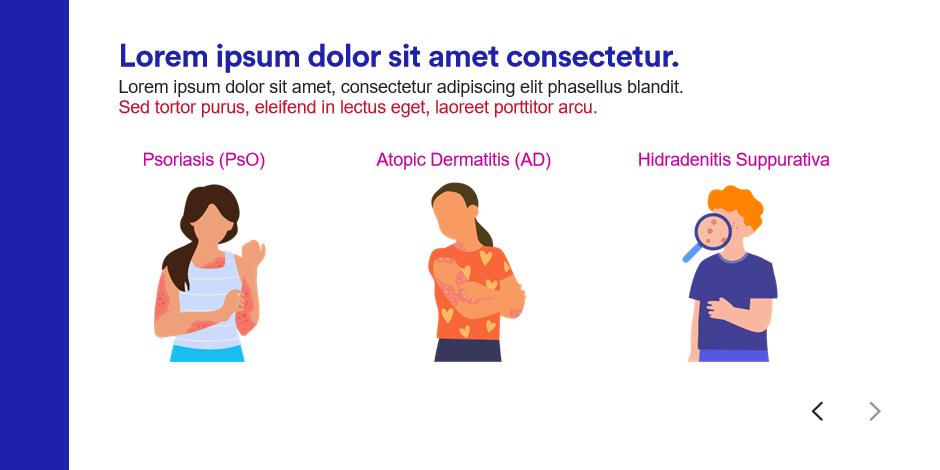 Lorem ipsum dolor sit amet consectetur.
Lorem ipsum dolor sit amet, consectetur adipiscing elit phasellus blandit.
Sed tortor purus, eleifend in lectus eget, laoreet porttitor arcu.
Psoriasis (PsO)
Atopic Dermatitis (AD)
Hidradenitis Suppurativa